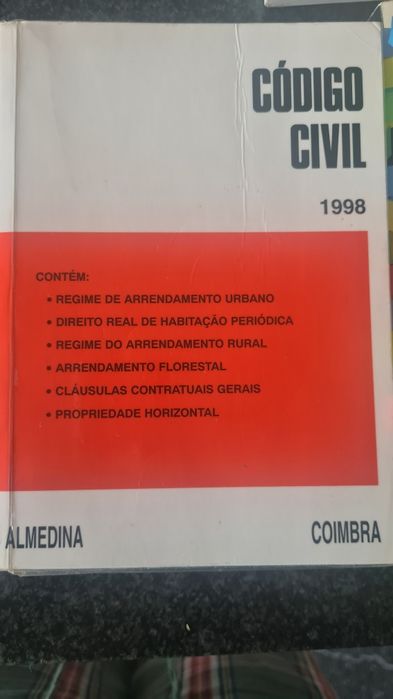 CÓDIGO
CIVIL
1998
CONTÉM:
• REGIME DE ARRENDAMENTO URBANO
• DIREITO REAL DE HABITAÇÃO PERIÓDICA
• REGIME DO ARRENDAMENTO RURAL
• ARRENDAMENTO FLORESTAL
• CLÁUSULAS CONTRATUAIS GERAIS
• PROPRIEDADE HORIZONTAL
ALMEDINA COIMBRA